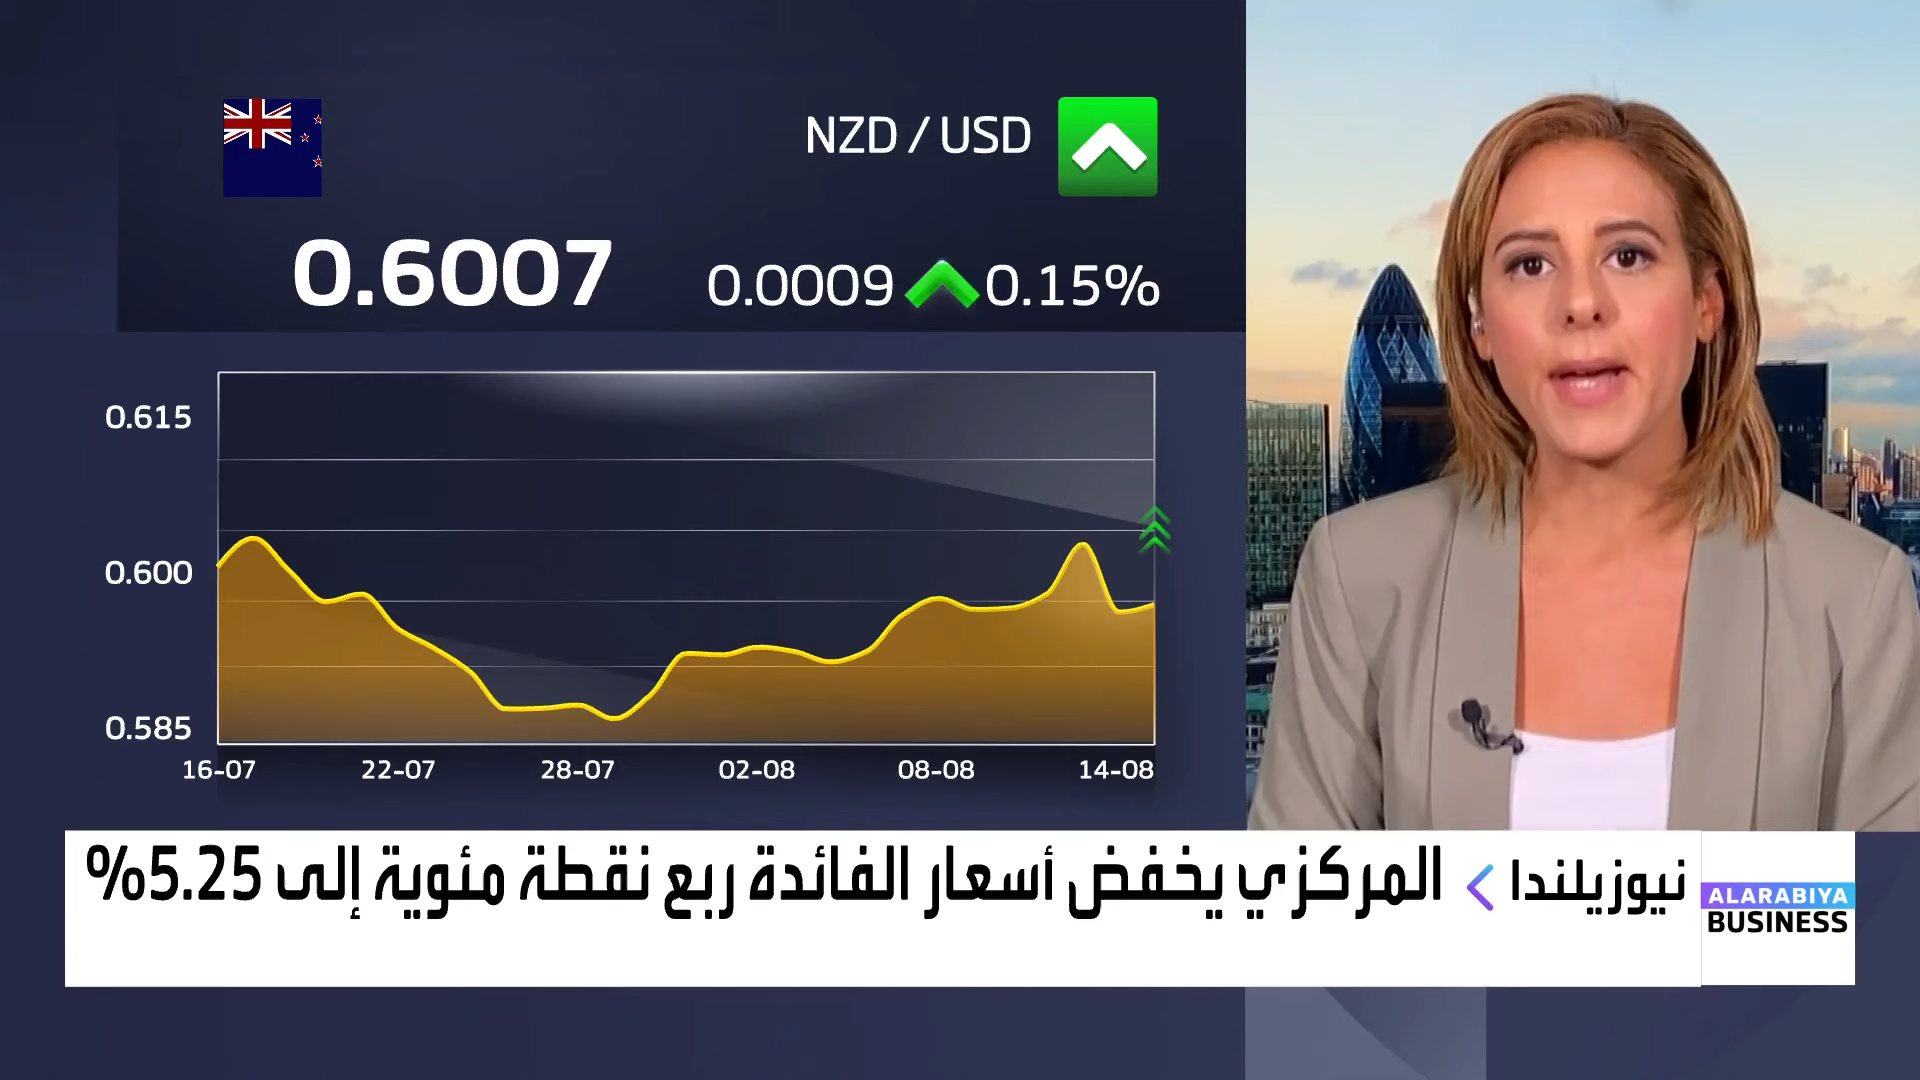 NZD / USD
0.6007
0.0009 0.15%
0.615
0.600
0.585
16-07 22-07 28-07 02-08 08-08 14-08
نيوزيلندا > المركزي يخفض أسعار الفائدة ربع نقطة مئوية إلى 5.25%
ALARABIYA
BUSINESS